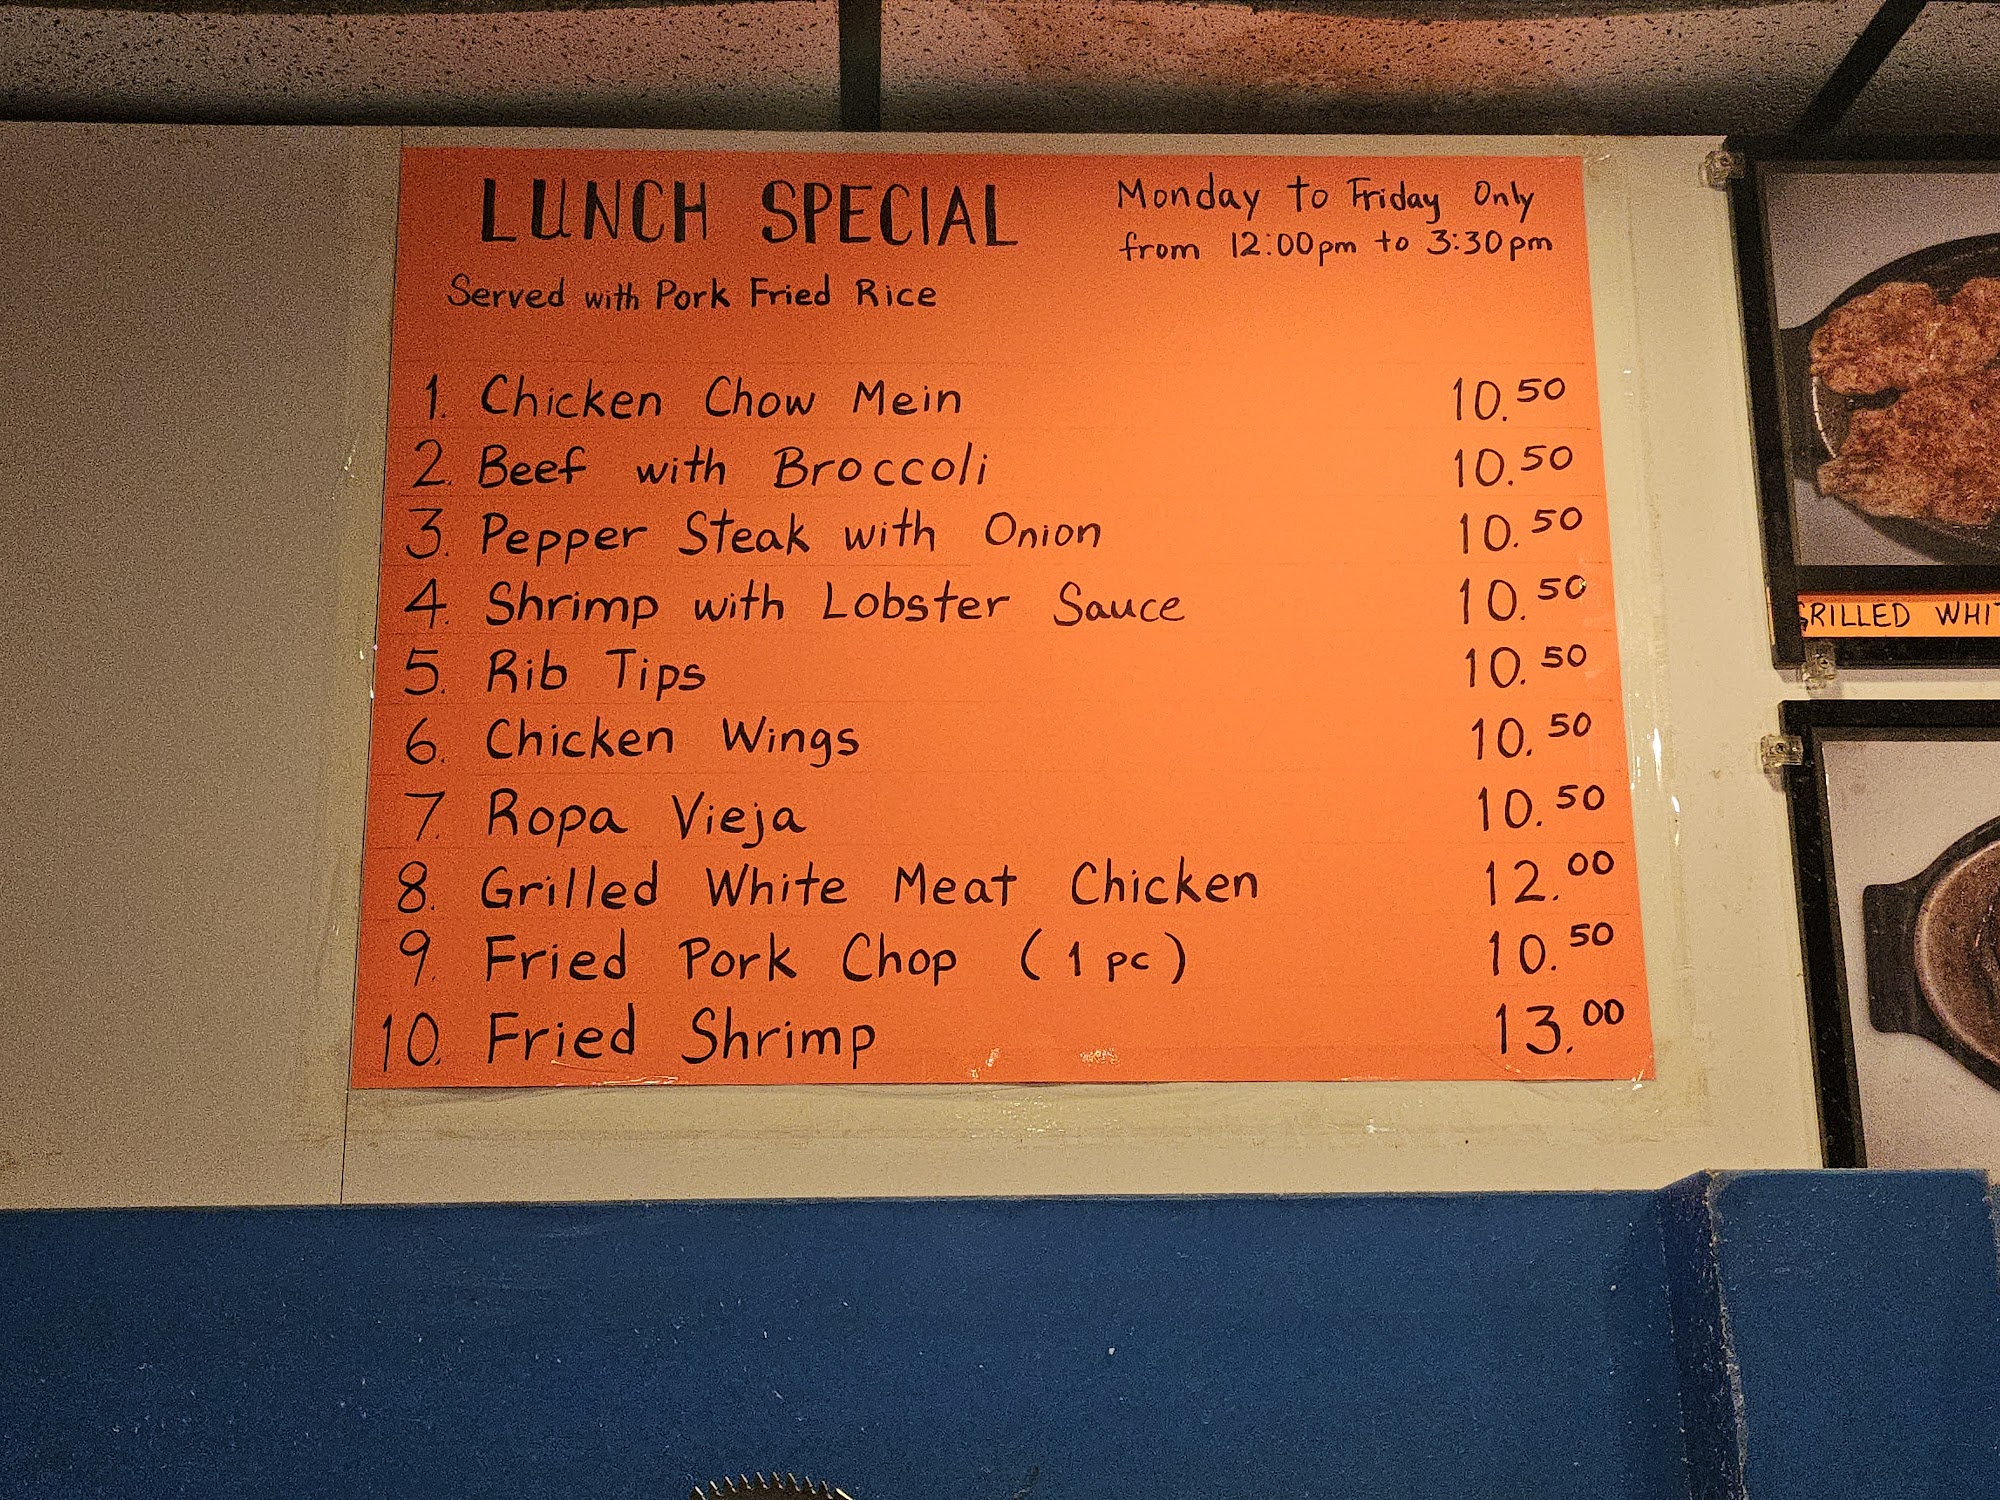 LUNCH SPECIAL
Monday to Friday Only
from 12:00pm to 3:30pm
Served with Pork Fried Rice
1. Chicken Chow Mein 10.50
2. Beef with Broccoli 10.50
3. Pepper Steak with Onion 10.50
4. Shrimp with Lobster Sauce 10.50
5. Rib Tips 10.50
6. Chicken Wings 10.50
7. Ropa Vieja 10.50
8. Grilled White Meat Chicken 12.00
9. Fried Pork Chop (1 pc) 10.50
10. Fried Shrimp 13.00
GRILLED